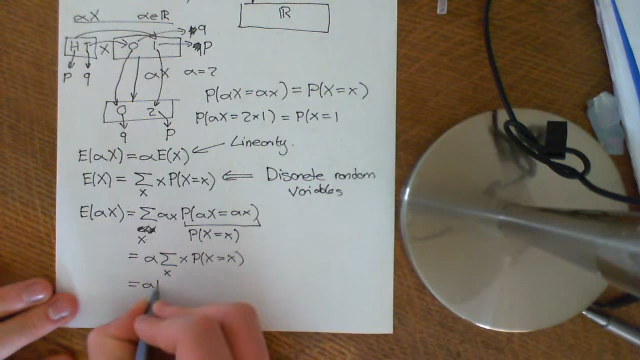 αX α∈ℝ
ℝ
H T X 0 1 q p
p q αX α=2
0 2
q p
P(αX=αx) = P(X=x)
P(αX=2×1) = P(X=1
E(αX) = αE(X) Linearity.
E(X) = ∑ x P(X=x) Discrete random
x variables
E(αX) = ∑ αx P(αX=αx)
x P(X=x)
= α ∑ x P(X=x)
x
= α